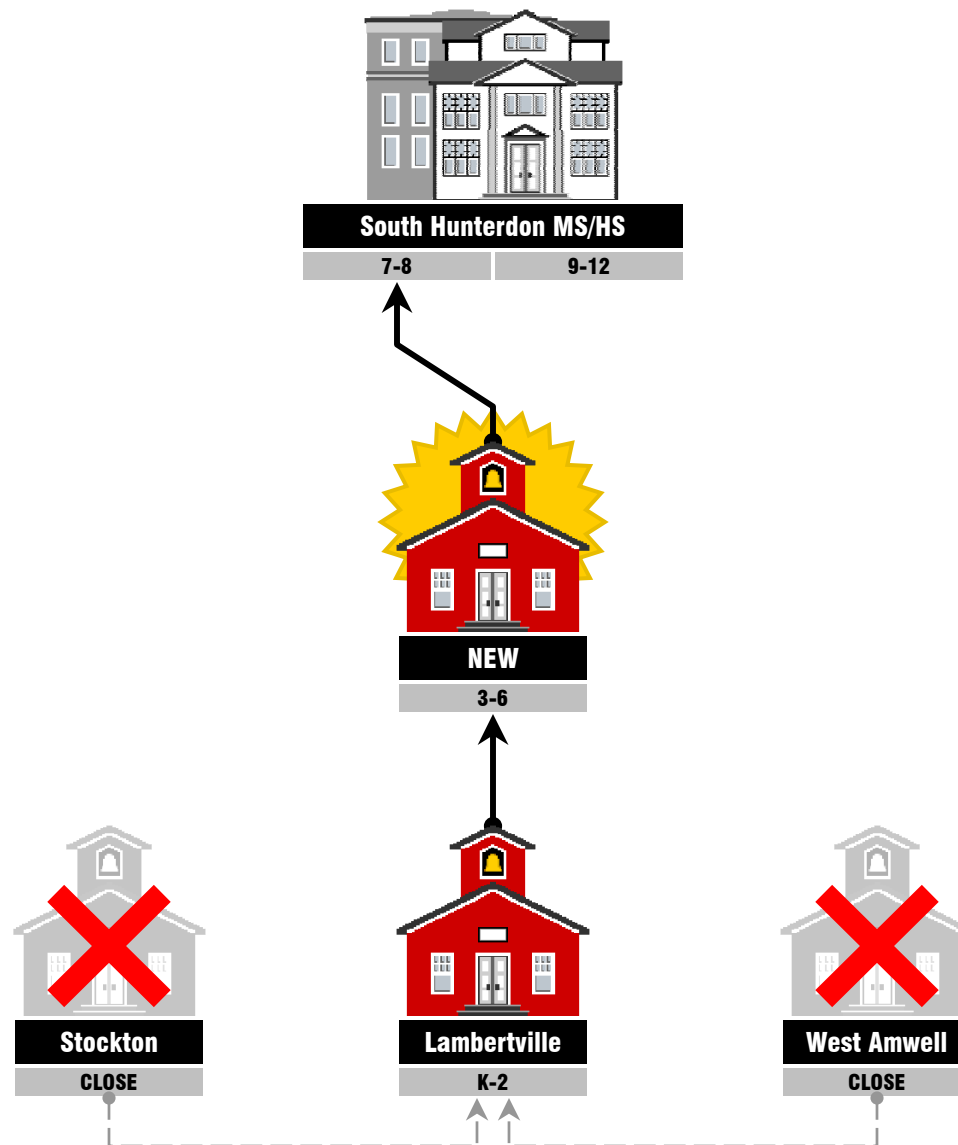 South Hunterdon MS/HS
7-8 9-12
NEW
3-6
Stockton Lambertville West Amwell
CLOSE K-2 CLOSE